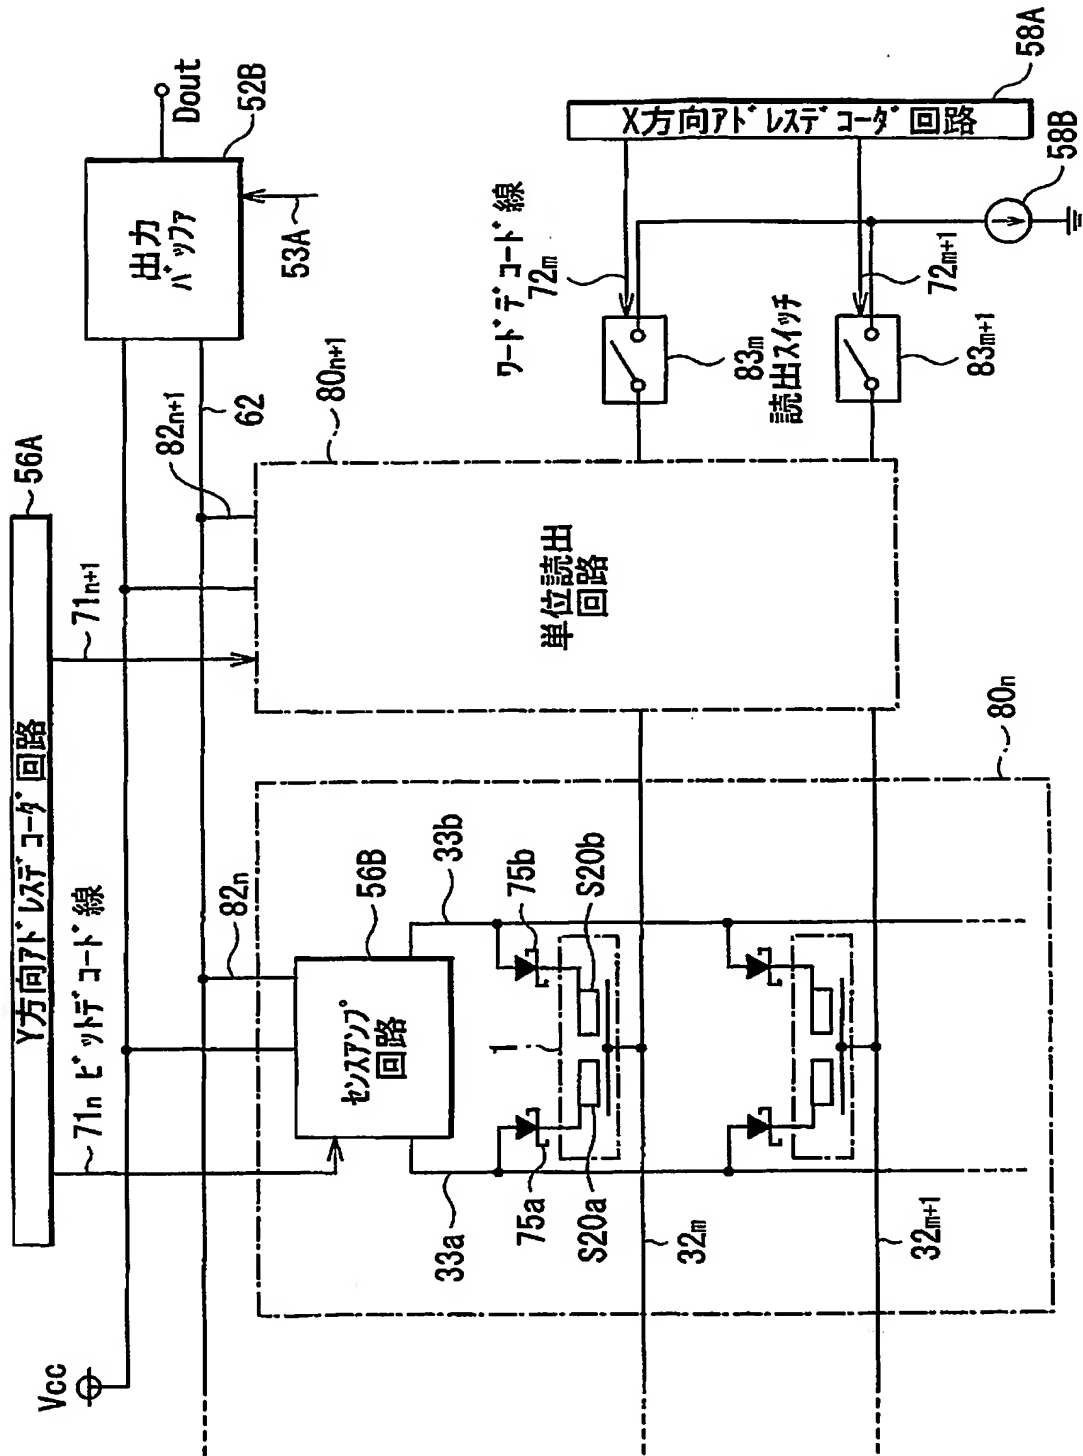 Vcc
Y方向アドレスデコーダ回路
56A
71n ビットデコード線
71n+1
82n
82n+1
62
出力
バッファ
Dout
52B
53A
センスアンプ
回路
56B
33a
33b
75a
75b
1
S20a
S20b
32m
32m+1
80n
単位読出
回路
80n+1
ワードデコード線
72m
83m
読出スイッチ
72m+1
83m+1
X方向アドレスデコーダ回路
58A
58B